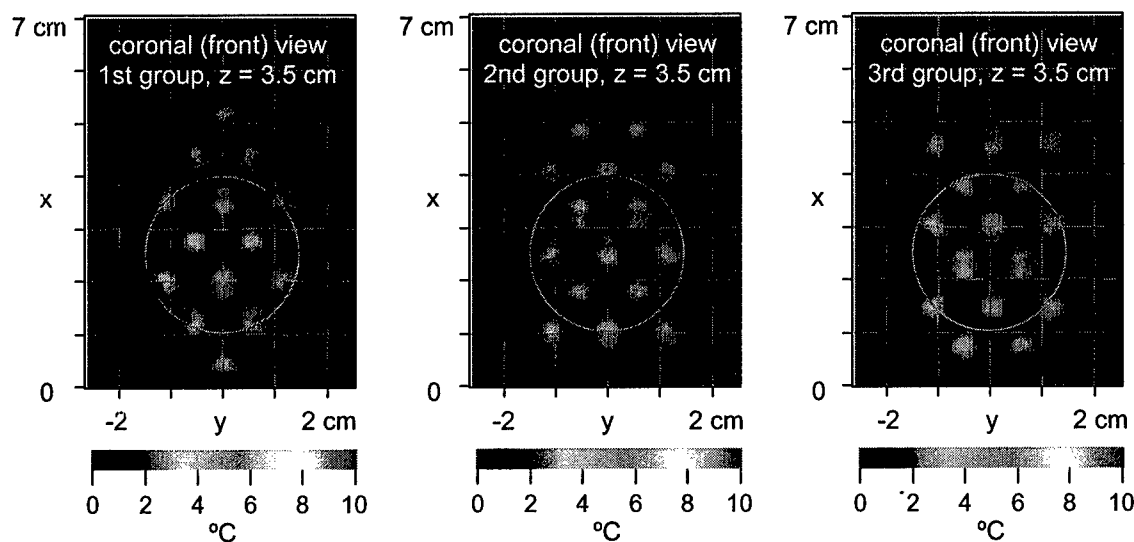 7 cm
coronal (front) view
1st group, z = 3.5 cm
x
0
-2
y
2 cm
0 2 4 6 8 10
ºC
7 cm
coronal (front) view
2nd group, z = 3.5 cm
x
0
-2
y
2 cm
0 2 4 6 8 10
ºC
7 cm
coronal (front) view
3rd group, z = 3.5 cm
x
0
-2
y
2 cm
0 2 4 6 8 10
ºC